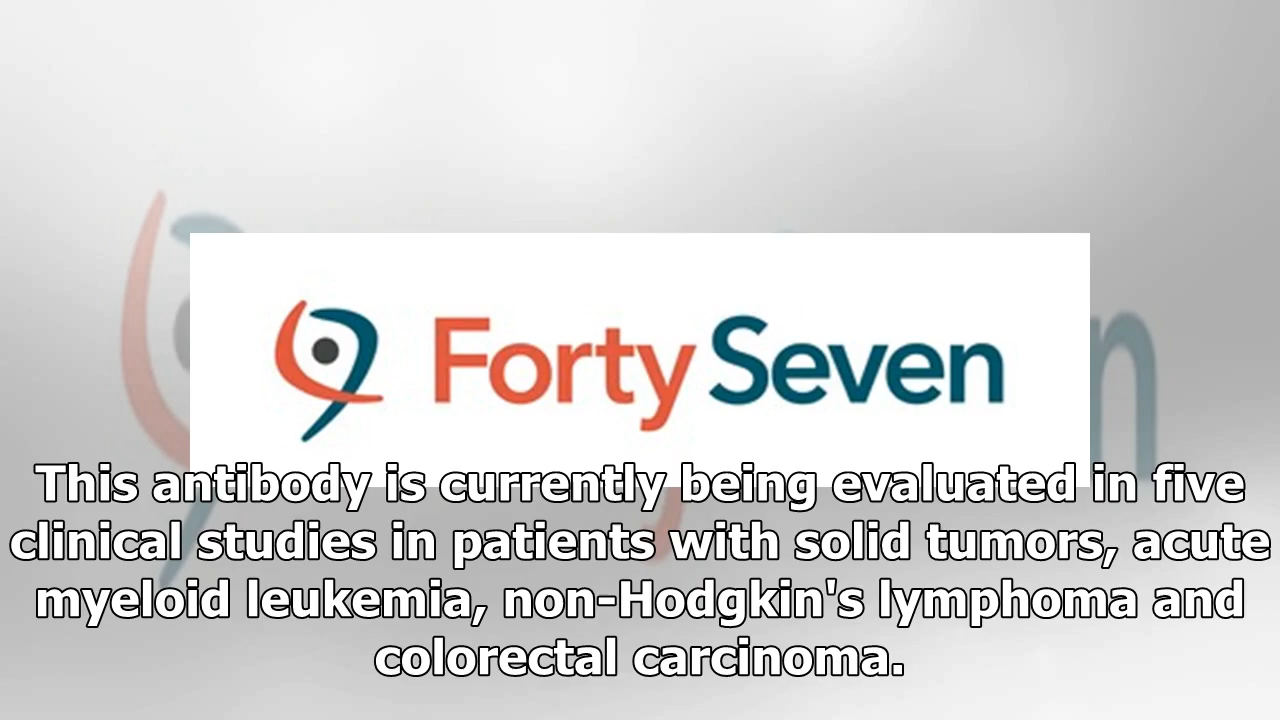 Forty Seven
This antibody is currently being evaluated in five
clinical studies in patients with solid tumors, acute
myeloid leukemia, non-Hodgkin's lymphoma and
colorectal carcinoma.